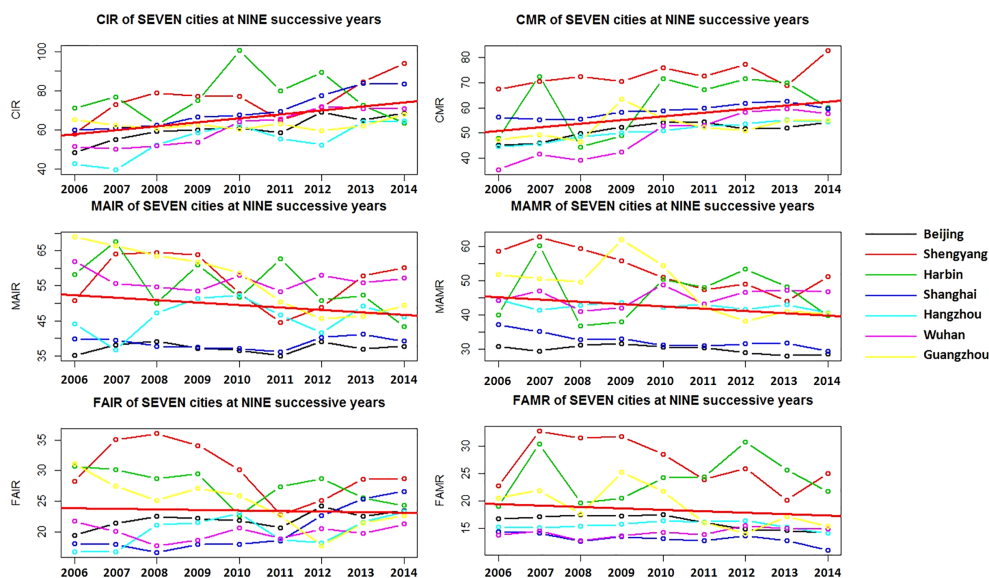 CIR of SEVEN cities at NINE successive years
CMR of SEVEN cities at NINE successive years
CIR
100
80
60
40
2006 2007 2008 2009 2010 2011 2012 2013 2014
CMR
80
70
60
50
40
2006 2007 2008 2009 2010 2011 2012 2013 2014
MAIR of SEVEN cities at NINE successive years
MAMR of SEVEN cities at NINE successive years
MAIR
65
55
45
35
2006 2007 2008 2009 2010 2011 2012 2013 2014
MAMR
60
50
40
30
2006 2007 2008 2009 2010 2011 2012 2013 2014
Beijing
Shengyang
Harbin
Shanghai
Hangzhou
Wuhan
Guangzhou
FAIR of SEVEN cities at NINE successive years
FAMR of SEVEN cities at NINE successive years
FAIR
35
30
25
20
2006 2007 2008 2009 2010 2011 2012 2013 2014
FAMR
30
25
20
15
2006 2007 2008 2009 2010 2011 2012 2013 2014